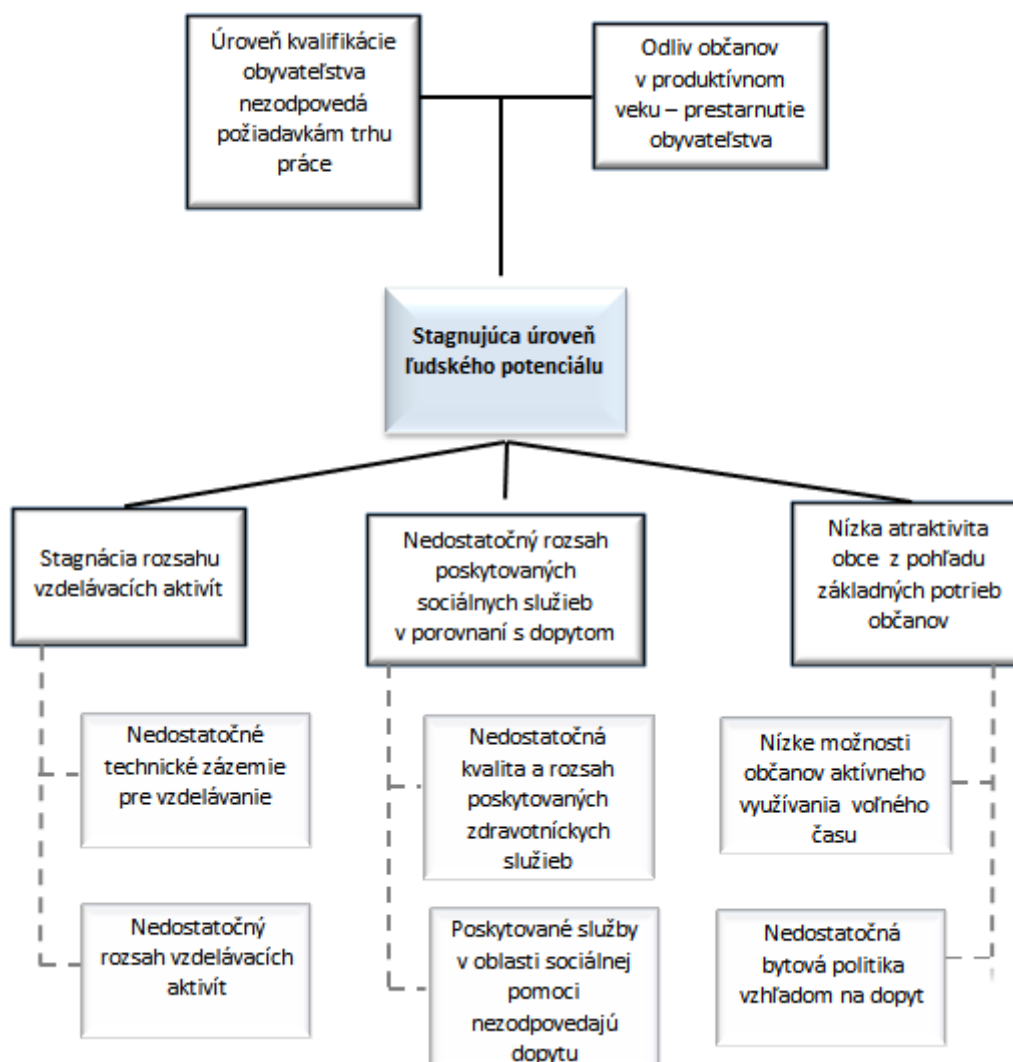 Úroveň kvalifikácie
obyvateľstva
nezodpovedá
požiadavkám trhu
práce
Odliv občanov
v produktívnom
veku – prestarnutie
obyvateľstva
Stagnujúca úroveň
ľudského potenciálu
Stagnácia rozsahu
vzdelávacích aktivít
Nedostatočný rozsah
poskytovaných
sociálnych služieb
v porovnaní s dopytom
Nízka atraktivita
obce z pohľadu
základných potrieb
občanov
Nedostatočné
technické zázemie
pre vzdelávanie
Nedostatočná
kvalita a rozsah
poskytovaných
zdravotníckych
služieb
Nízke možnosti
občanov aktívneho
využívania voľného
času
Nedostatočný
rozsah vzdelávacích
aktivít
Poskytované služby
v oblasti sociálnej
pomoci
nezodpovedajú
dopytu
Nedostatočná
bytová politika
vzhľadom na dopyt